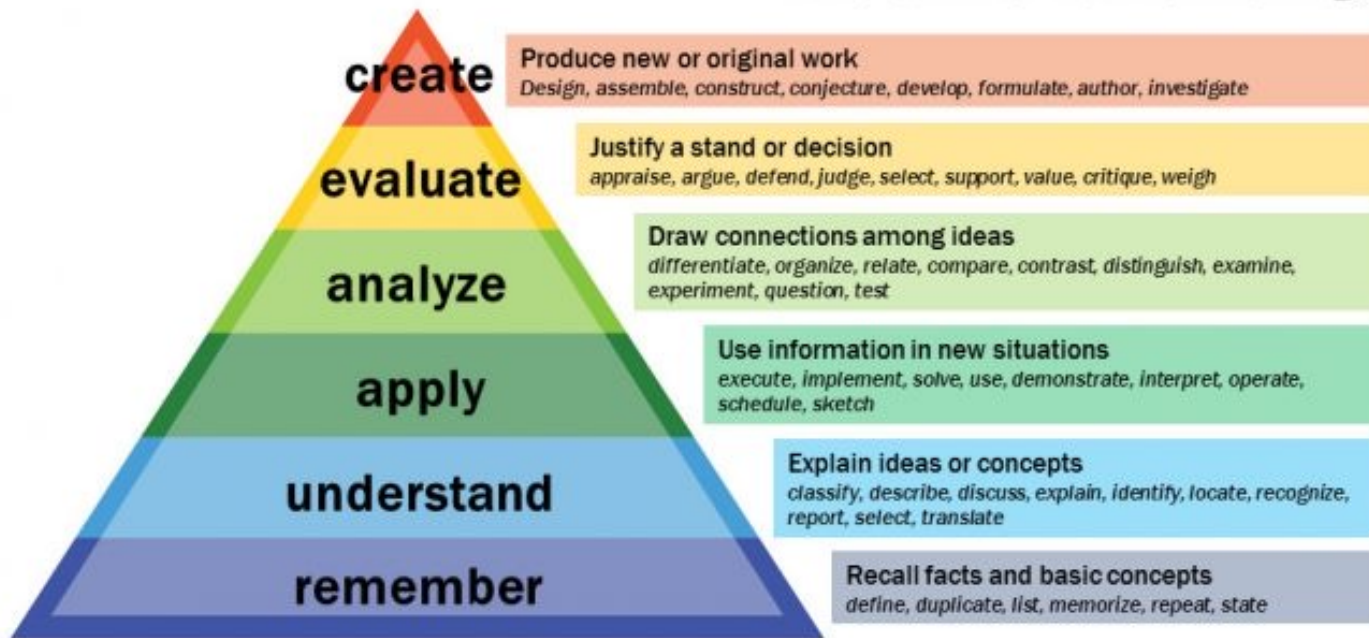 create
Produce new or original work
Design, assemble, construct, conjecture, develop, formulate, author, investigate
evaluate
Justify a stand or decision
appraise, argue, defend, judge, select, support, value, critique, weigh
analyze
Draw connections among ideas
differentiate, organize, relate, compare, contrast, distinguish, examine,
experiment, question, test
apply
Use information in new situations
execute, implement, solve, use, demonstrate, interpret, operate,
schedule, sketch
understand
Explain ideas or concepts
classify, describe, discuss, explain, identify, locate, recognize,
report, select, translate
remember
Recall facts and basic concepts
define, duplicate, list, memorize, repeat, state